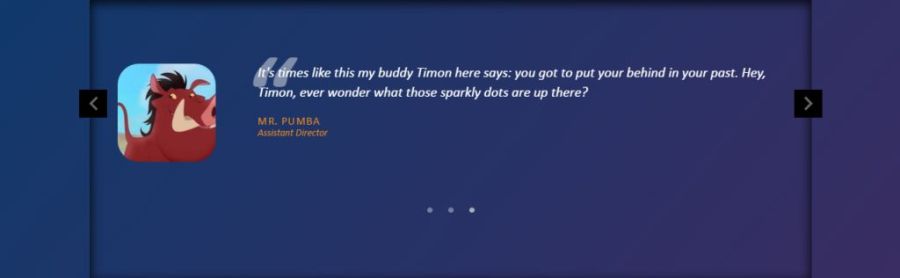 It's times like this my buddy Timon here says: you got to put your behind in your past. Hey,
Timon, ever wonder what those sparkly dots are up there?
MR. PUMBA
Assistant Director